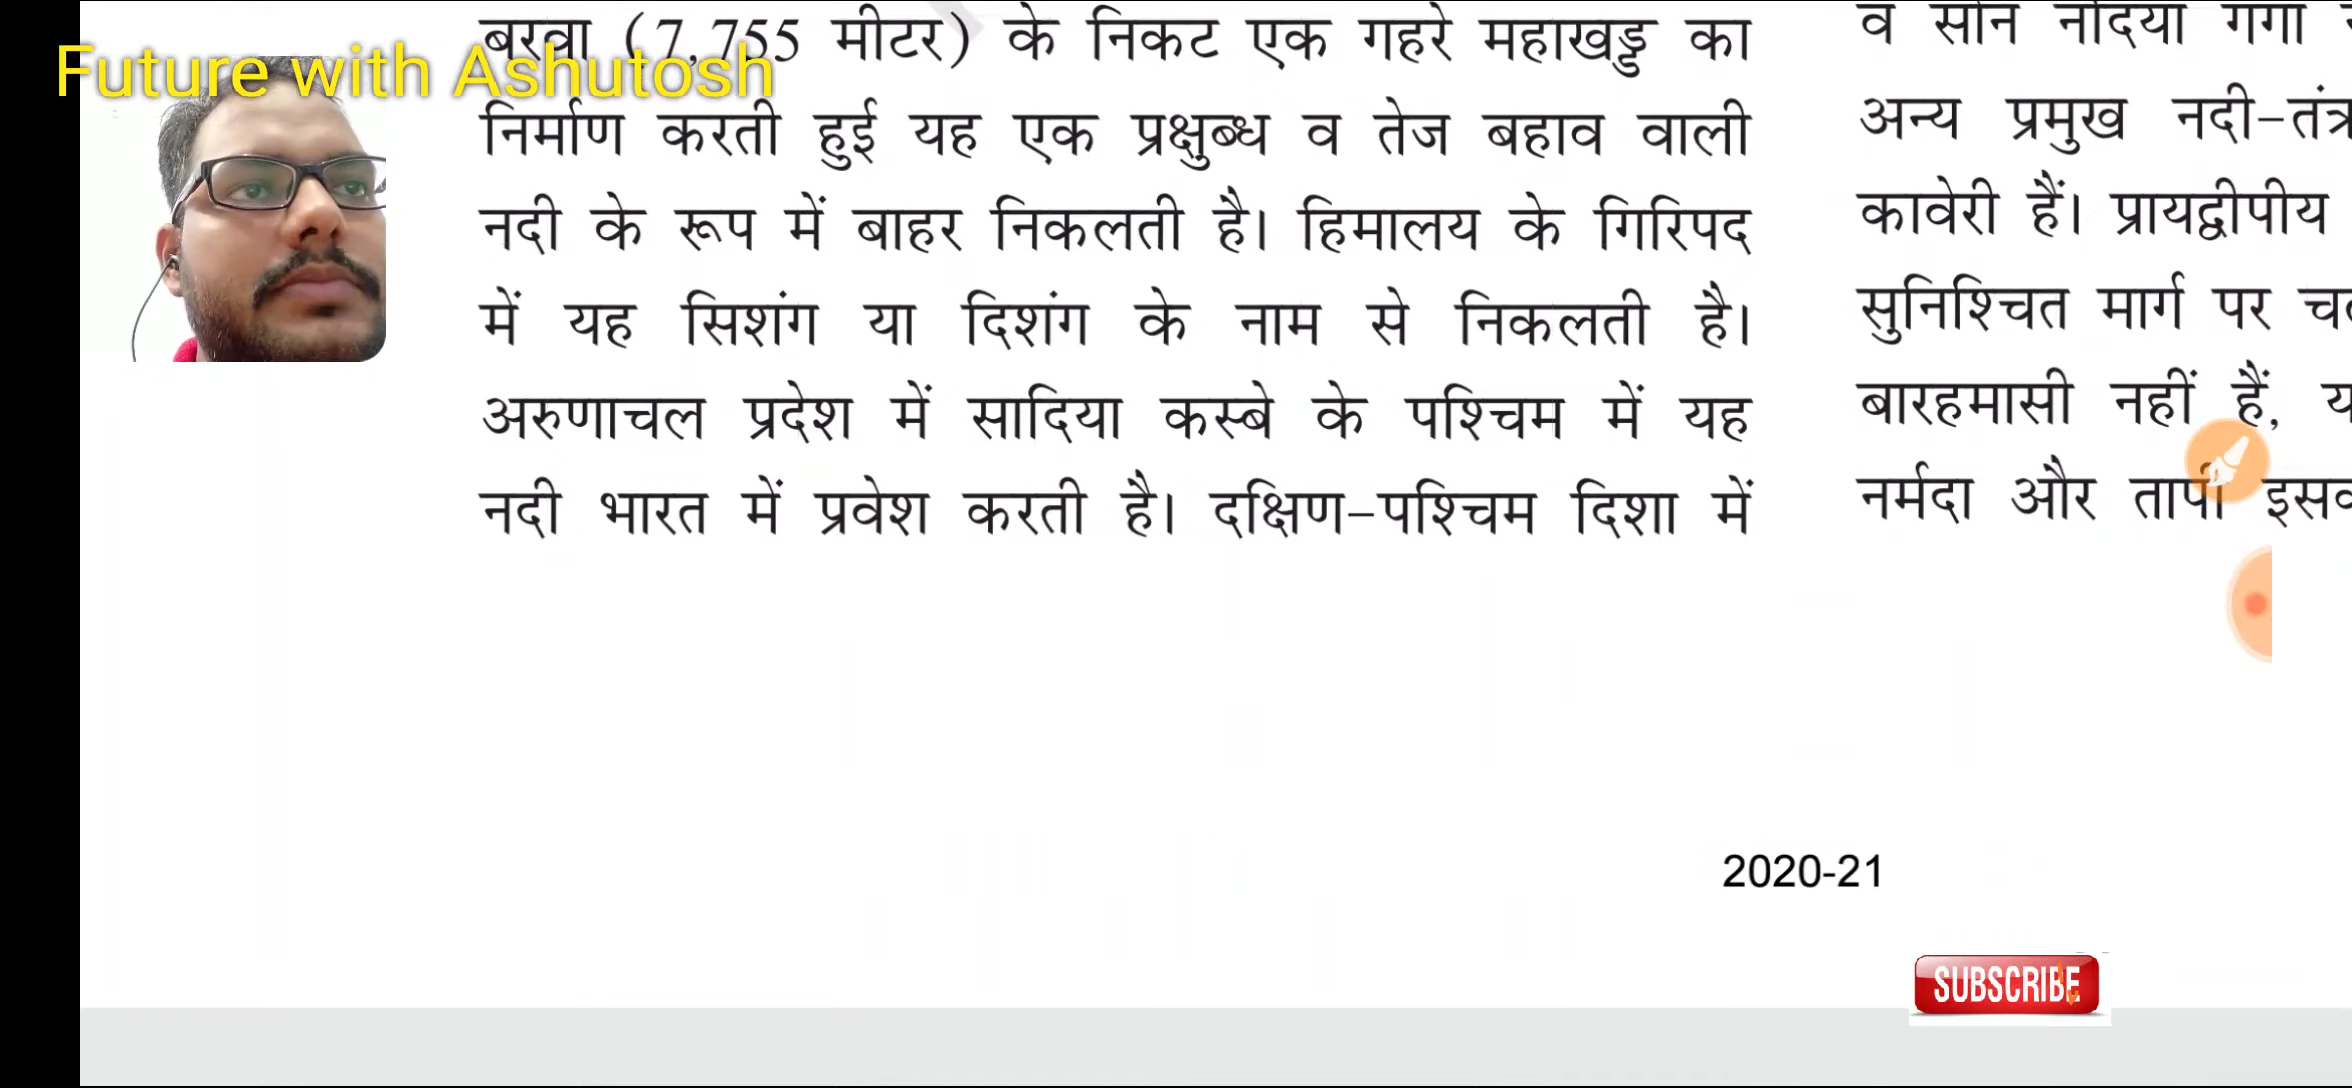 Future with Ashutosh
बरवा (7,755 मीटर) के निकट एक गहरे महाखड्ड का
निर्माण करती हुई यह एक प्रक्षुब्ध व तेज बहाव वाली
नदी के रूप में बाहर निकलती है। हिमालय के गिरिपद
में यह सिशंग या दिशंग के नाम से निकलती है।
अरुणाचल प्रदेश में सादिया कस्बे के पश्चिम में यह
नदी भारत में प्रवेश करती है। दक्षिण-पश्चिम दिशा में
व सोन नदियाँ गंगा
अन्य प्रमुख नदी-तंत्र
कावेरी हैं। प्रायद्वीपीय
सुनिश्चित मार्ग पर
बारहमासी नहीं हैं,
नर्मदा और तापी
2020-21
SUBSCRIBE